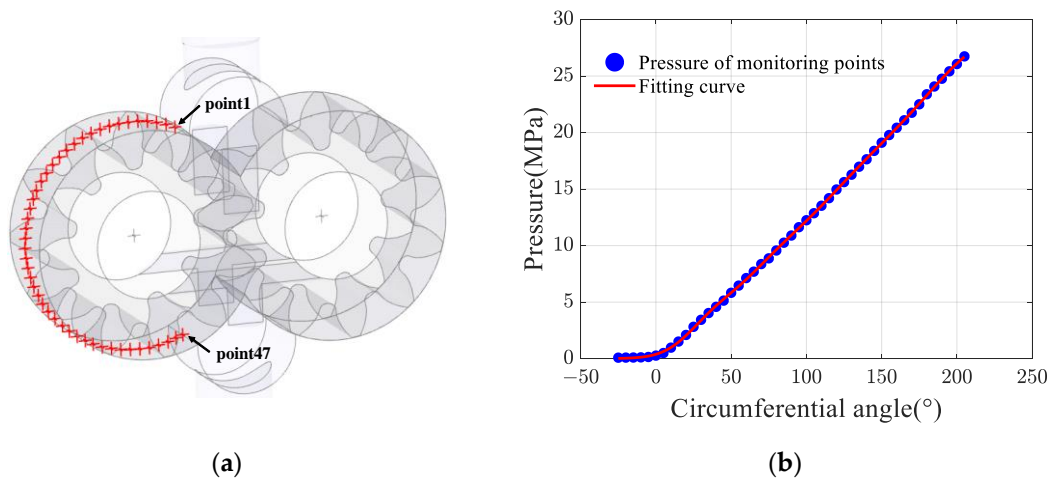 point1
point47
(a)
30
25
20
15
10
5
0
Pressure(MPa)
Pressure of monitoring points
Fitting curve
−50
0
50
100
150
200
250
Circumferential angle(°)
(b)